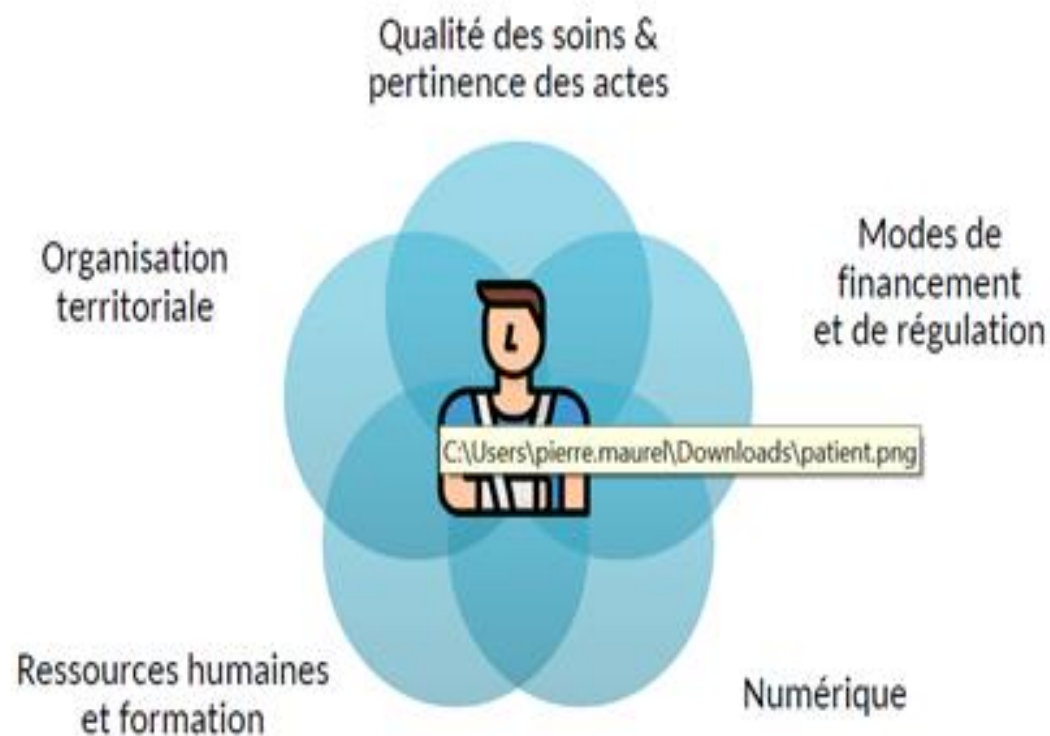 Qualité des soins &
pertinence des actes
Organisation
territoriale
Modes de
financement
et de régulation
C:\Users\pierre.maurel\Downloads\patient.png
Ressources humaines
et formation
Numérique